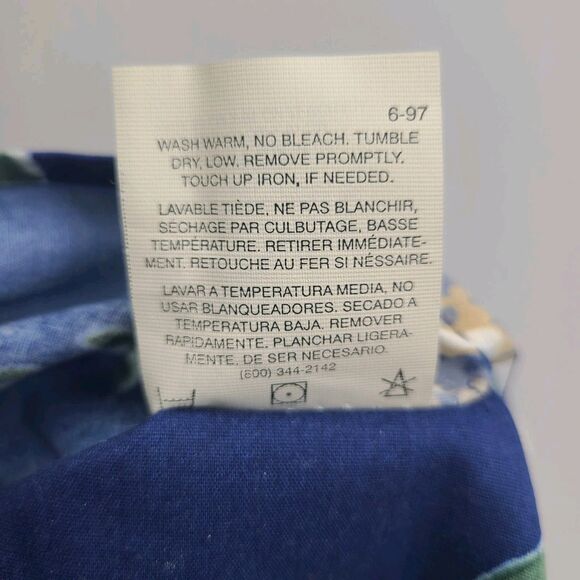 6-97
WASH WARM, NO BLEACH. TUMBLE
DRY, LOW. REMOVE PROMPTLY.
TOUCH UP IRON, IF NEEDED.
LAVABLE TIÈDE, NE PAS BLANCHIR,
SÉCHAGE PAR CULBUTAGE, BASSE
TEMPÉRATURE. RETIRER IMMÉDIATE-
MENT. RETOUCHE AU FER SI NÉSSAIRE.
LAVAR A TEMPERATURA MEDIA, NO
USAR BLANQUEADORES. SECADO A
TEMPERATURA BAJA. REMOVER
RAPIDAMENTE. PLANCHAR LIGERA-
MENTE, DE SER NECESARIO.
(800) 344-2142